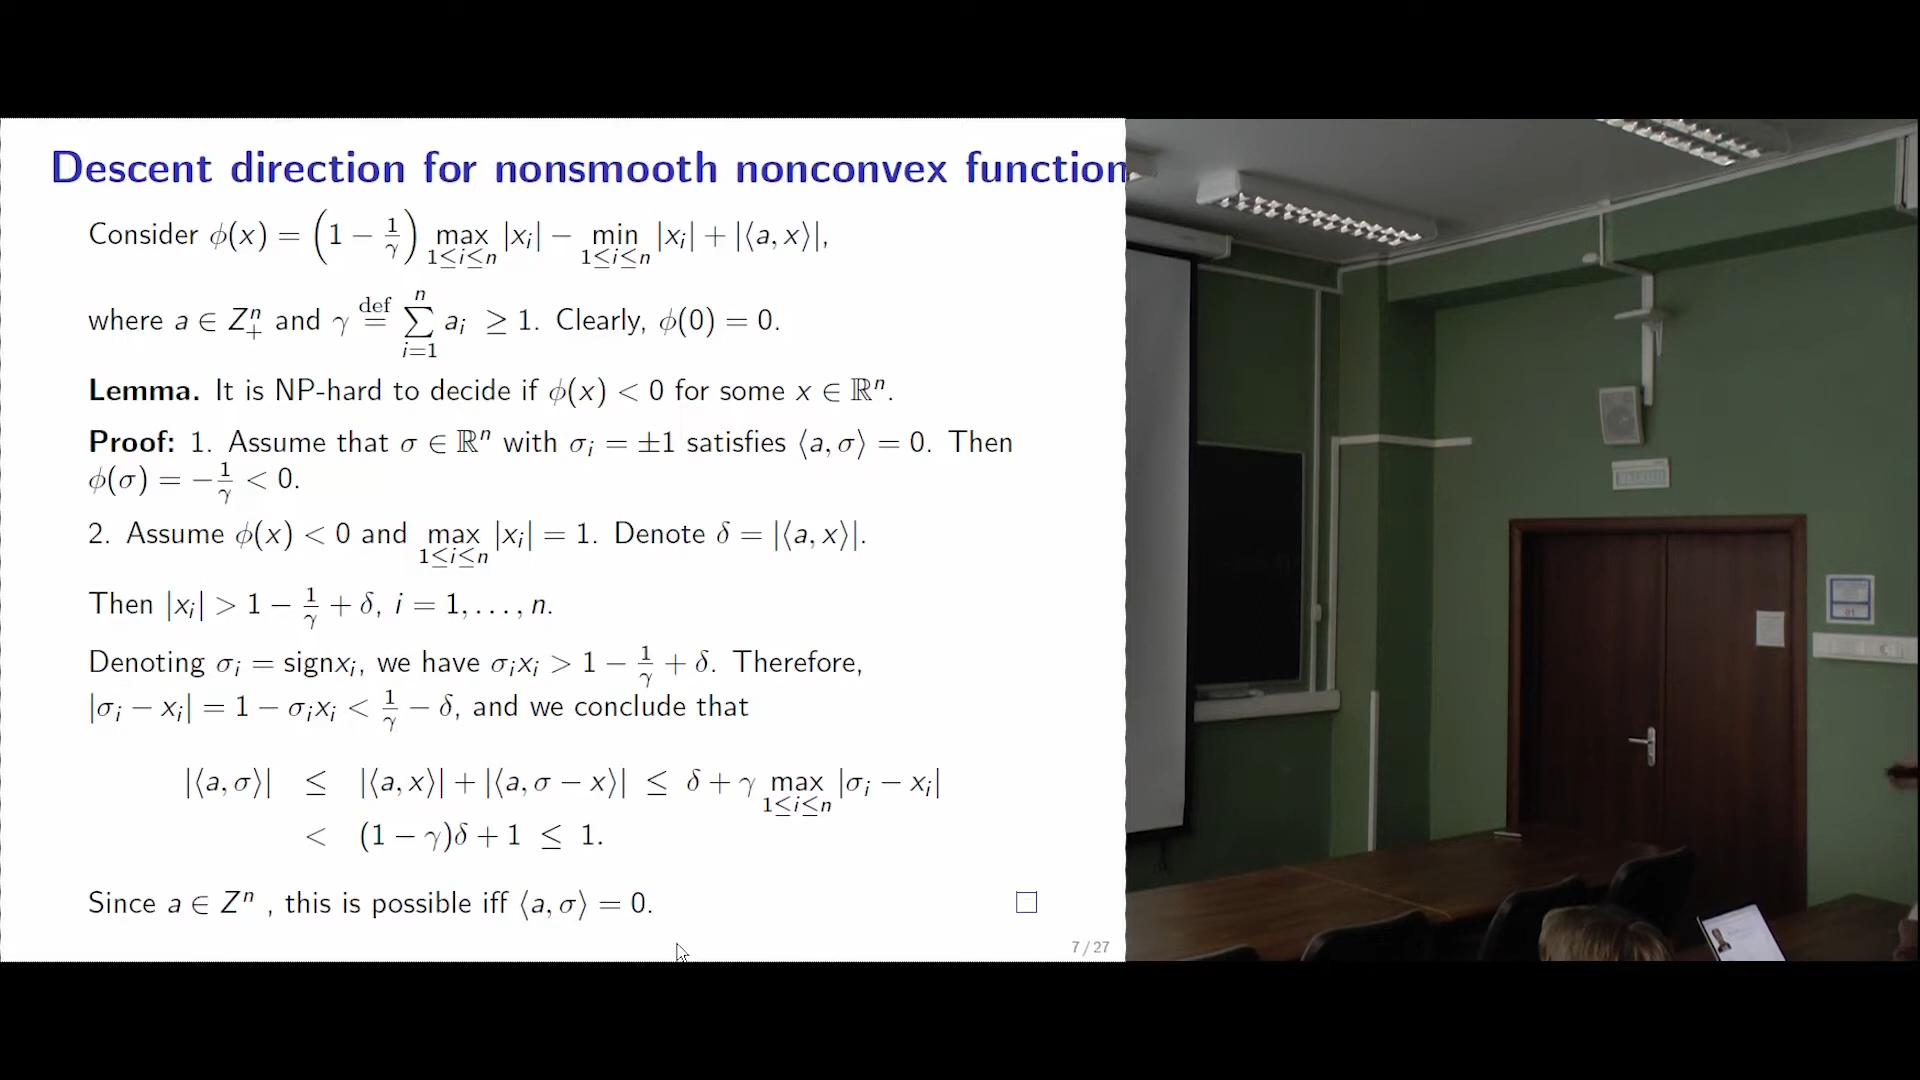 Descent direction for nonsmooth nonconvex function
Consider ϕ(x) = (1 − 1/γ) max_{1≤i≤n} |x_i| − min_{1≤i≤n} |x_i| + |⟨a, x⟩|,
where a ∈ Z^n_+ and γ def= ∑_{i=1}^n a_i ≥ 1. Clearly, ϕ(0) = 0.
Lemma. It is NP-hard to decide if ϕ(x) < 0 for some x ∈ ℝ^n.
Proof: 1. Assume that σ ∈ ℝ^n with σ_i = ±1 satisfies ⟨a, σ⟩ = 0. Then
ϕ(σ) = −1/γ < 0.
2. Assume ϕ(x) < 0 and max_{1≤i≤n} |x_i| = 1. Denote δ = |⟨a, x⟩|.
Then |x_i| > 1 − 1/γ + δ, i = 1, . . . , n.
Denoting σ_i = signx_i, we have σ_i x_i > 1 − 1/γ + δ. Therefore,
|σ_i − x_i| = 1 − σ_i x_i < 1/γ − δ, and we conclude that
|⟨a, σ⟩| ≤ |⟨a, x⟩| + |⟨a, σ − x⟩| ≤ δ + γ max_{1≤i≤n} |σ_i − x_i|
< (1 − γ)δ + 1 ≤ 1.
Since a ∈ Z^n , this is possible iff ⟨a, σ⟩ = 0. □
7 / 27